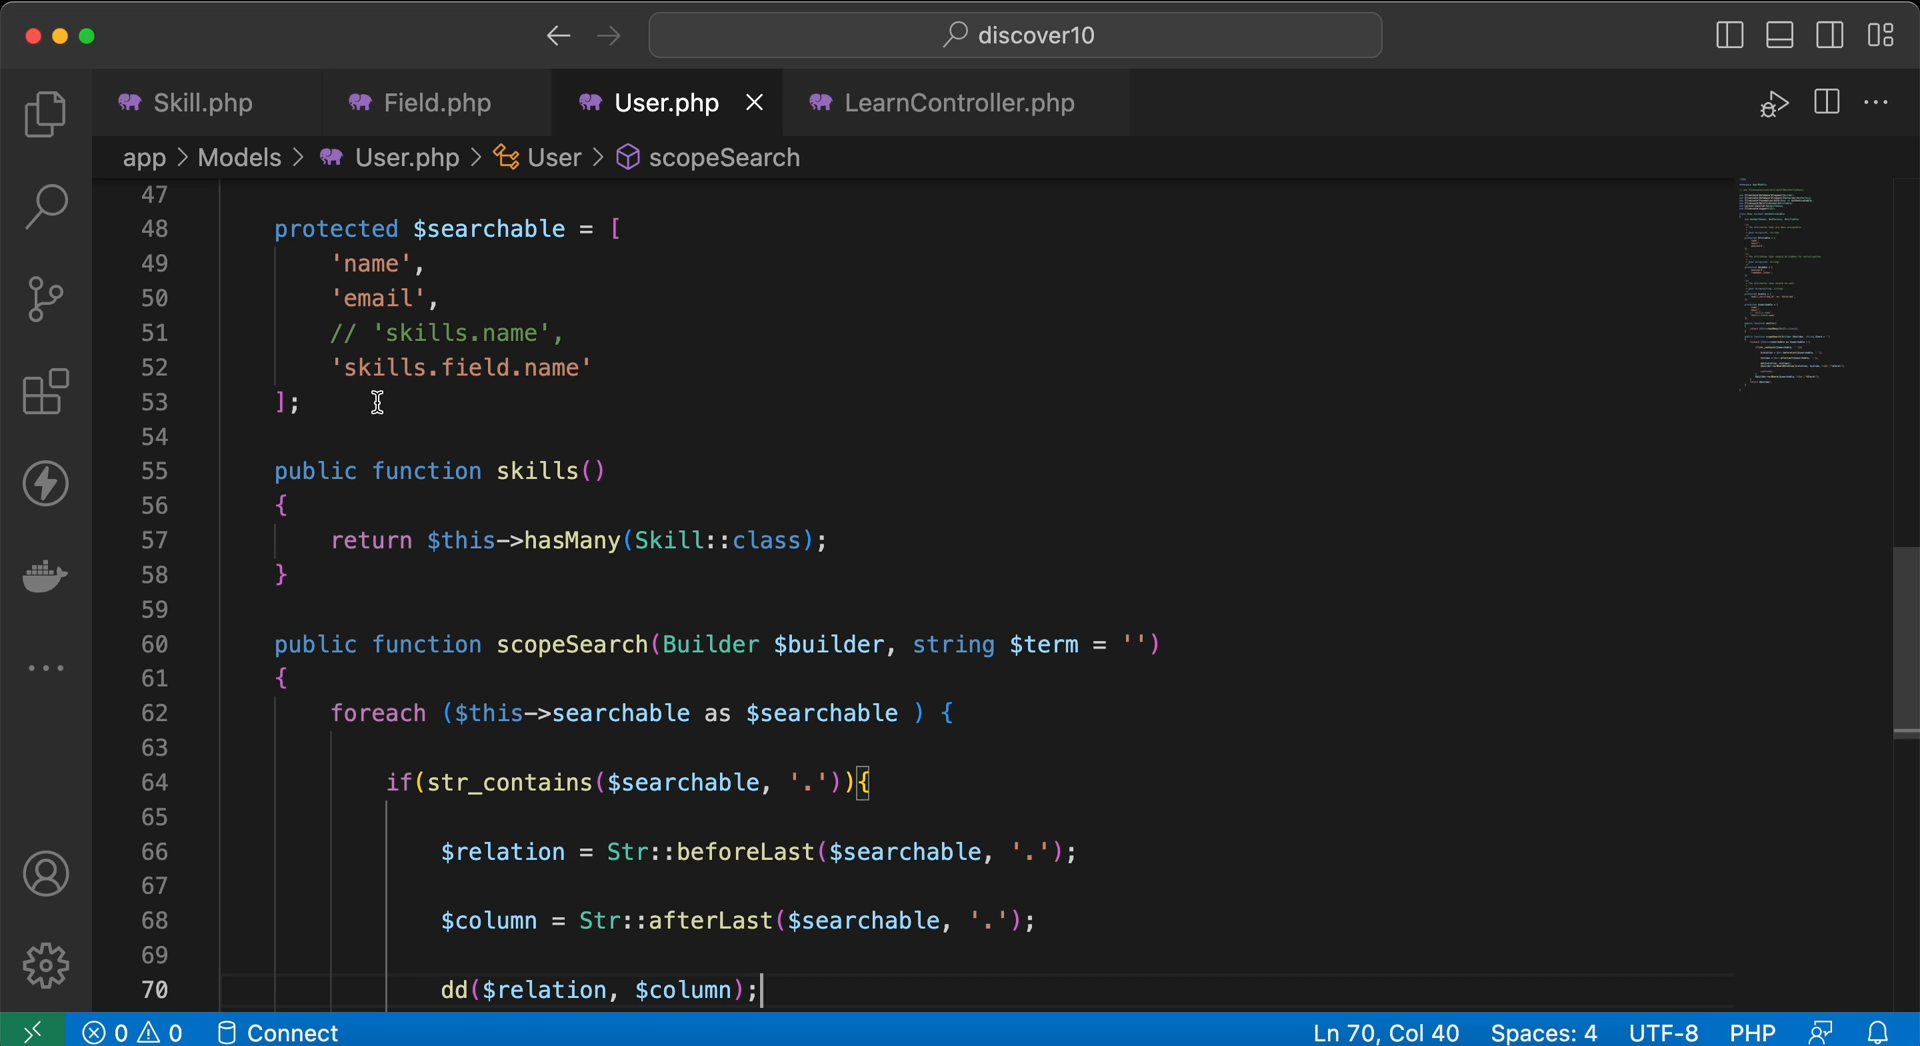 discover10
Skill.php Field.php User.php LearnController.php
app > Models > User.php > User > scopeSearch
47
48 protected $searchable = [
49 'name',
50 'email',
51 // 'skills.name',
52 'skills.field.name'
53 ];
54
55 public function skills()
56 {
57 return $this->hasMany(Skill::class);
58 }
59
60 public function scopeSearch(Builder $builder, string $term = '')
61 {
62 foreach ($this->searchable as $searchable ) {
63
64 if(str_contains($searchable, '.')){
65
66 $relation = Str::beforeLast($searchable, '.');
67
68 $column = Str::afterLast($searchable, '.');
69
70 dd($relation, $column);
0 0 Connect Ln 70, Col 40 Spaces: 4 UTF-8 PHP